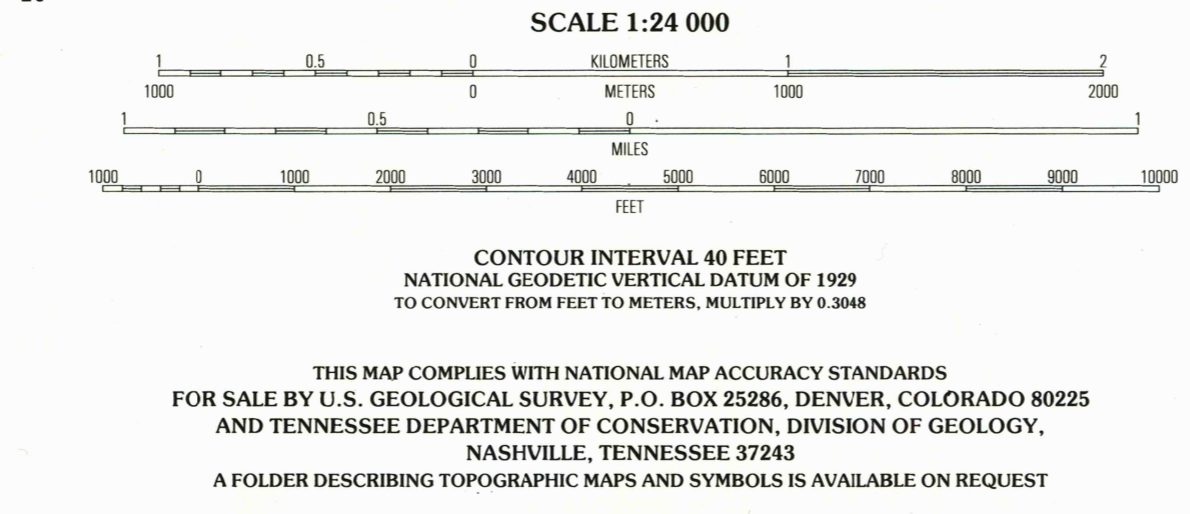 SCALE 1:24 000
1 0.5 0 KILOMETERS 1 2
1000 0 METERS 1000 2000
1 0.5 0 1
MILES
1000 0 1000 2000 3000 4000 5000 6000 7000 8000 9000 10000
FEET
CONTOUR INTERVAL 40 FEET
NATIONAL GEODETIC VERTICAL DATUM OF 1929
TO CONVERT FROM FEET TO METERS, MULTIPLY BY 0.3048
THIS MAP COMPLIES WITH NATIONAL MAP ACCURACY STANDARDS
FOR SALE BY U.S. GEOLOGICAL SURVEY, P.O. BOX 25286, DENVER, COLORADO 80225
AND TENNESSEE DEPARTMENT OF CONSERVATION, DIVISION OF GEOLOGY,
NASHVILLE, TENNESSEE 37243
A FOLDER DESCRIBING TOPOGRAPHIC MAPS AND SYMBOLS IS AVAILABLE ON REQUEST